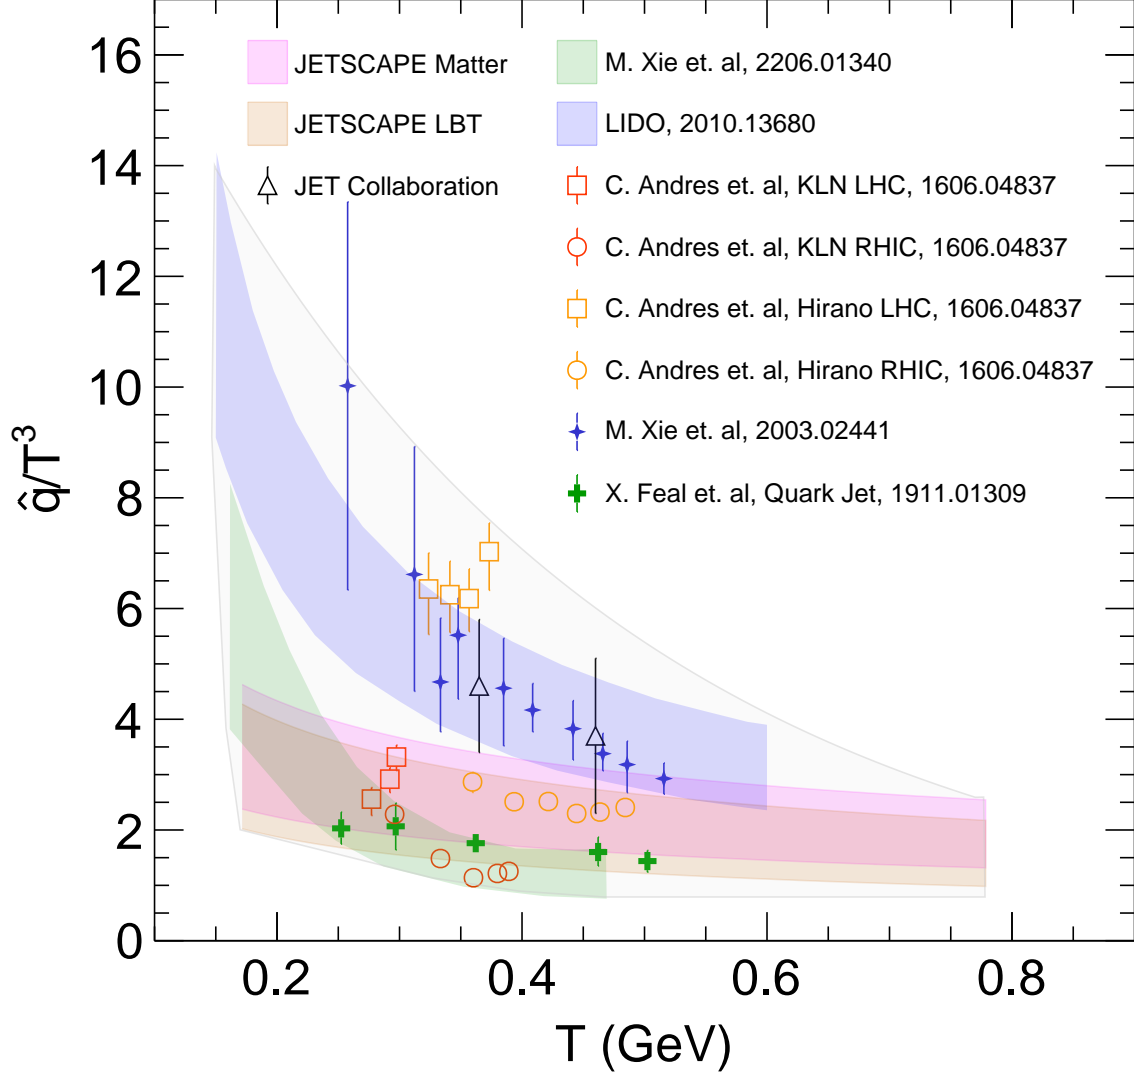 16
14
12
10
8
6
4
2
0
q̂/T³
JETSCAPE Matter
JETSCAPE LBT
JET Collaboration
M. Xie et. al, 2206.01340
LIDO, 2010.13680
C. Andres et. al, KLN LHC, 1606.04837
C. Andres et. al, KLN RHIC, 1606.04837
C. Andres et. al, Hirano LHC, 1606.04837
C. Andres et. al, Hirano RHIC, 1606.04837
M. Xie et. al, 2003.02441
X. Feal et. al, Quark Jet, 1911.01309
0.2 0.4 0.6 0.8
T (GeV)